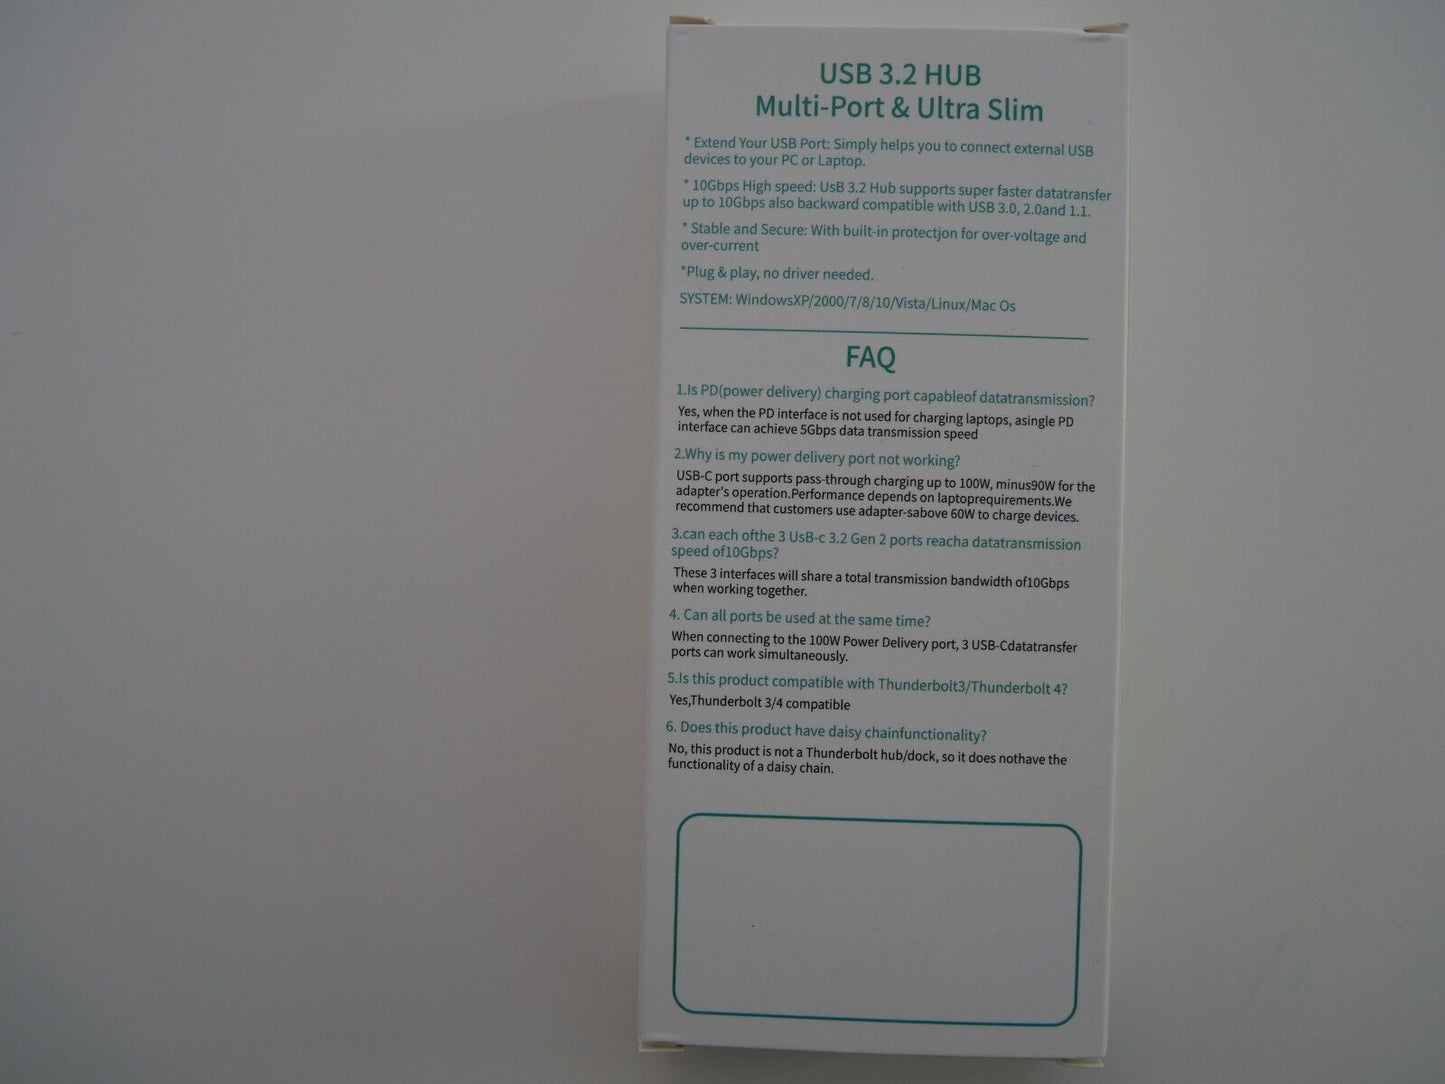 USB 3.2 HUB
Multi-Port & Ultra Slim
* Extend Your USB Port: Simply helps you to connect external USB
devices to your PC or Laptop.
* 10Gbps High speed: UsB 3.2 Hub supports super faster datatransfer
up to 10Gbps also backward compatible with USB 3.0, 2.0and 1.1.
* Stable and Secure: With built-in protectjon for over-voltage and
over-current
*Plug & play, no driver needed.
SYSTEM: WindowsXP/2000/7/8/10/Vista/Linux/Mac Os
FAQ
1.Is PD(power delivery) charging port capableof datatransmission?
Yes, when the PD interface is not used for charging laptops, asingle PD
interface can achieve 5Gbps data transmission speed
2.Why is my power delivery port not working?
USB-C port supports pass-through charging up to 100W, minus90W for the
adapter's operation.Performance depends on laptoprequirements.We
recommend that customers use adapter-sabove 60W to charge devices.
3.can each ofthe 3 UsB-c 3.2 Gen 2 ports reacha datatransmission
speed of10Gbps?
These 3 interfaces will share a total transmission bandwidth of10Gbps
when working together.
4. Can all ports be used at the same time?
When connecting to the 100W Power Delivery port, 3 USB-Cdatatransfer
ports can work simultaneously.
5.Is this product compatible with Thunderbolt3/Thunderbolt 4?
Yes,Thunderbolt 3/4 compatible
6. Does this product have daisy chainfunctionality?
No, this product is not a Thunderbolt hub/dock, so it does nothave the
functionality of a daisy chain.